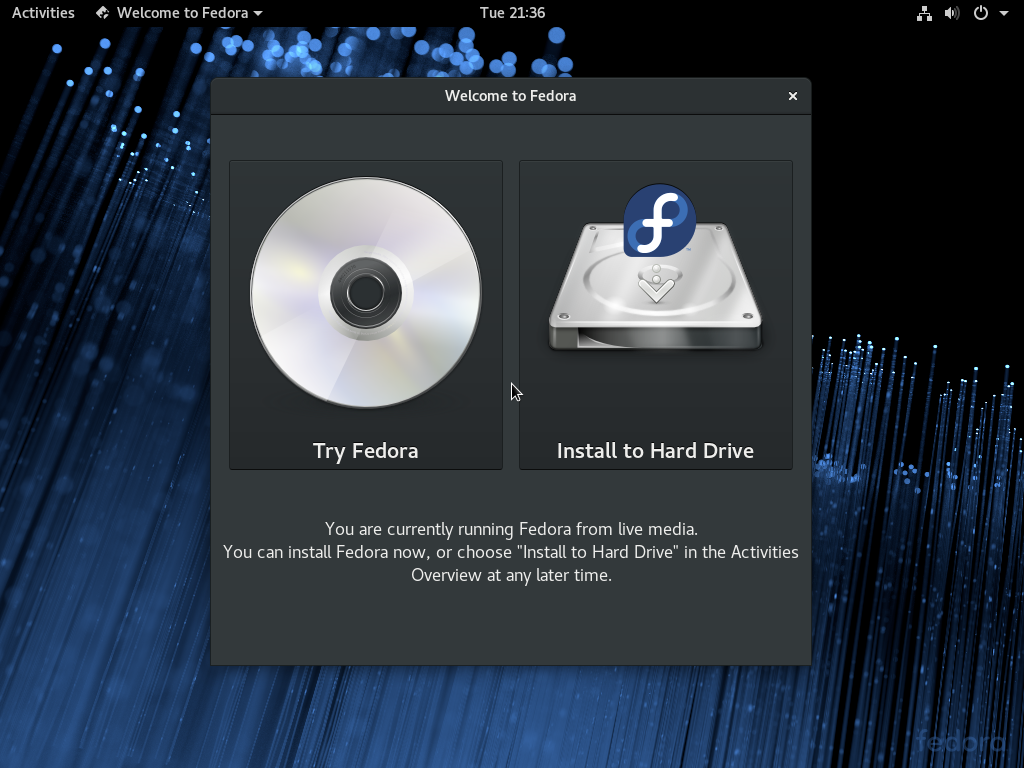 Activities
Welcome to Fedora
Tue 21:36
Welcome to Fedora
Try Fedora
Install to Hard Drive
You are currently running Fedora from live media.
You can install Fedora now, or choose "Install to Hard Drive" in the Activities
Overview at any later time.
fedora